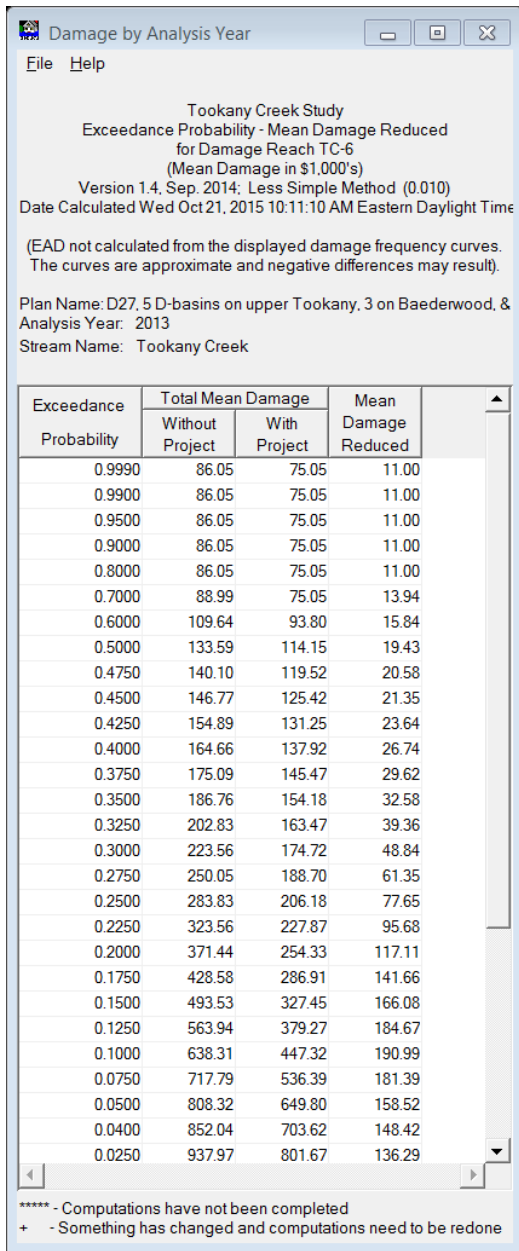 Damage by Analysis Year
File Help
Tookany Creek Study
Exceedance Probability - Mean Damage Reduced
for Damage Reach TC-6
(Mean Damage in $1,000's)
Version 1.4, Sep. 2014; Less Simple Method (0.010)
Date Calculated Wed Oct 21, 2015 10:11:10 AM Eastern Daylight Time
(EAD not calculated from the displayed damage frequency curves.
The curves are approximate and negative differences may result).
Plan Name: D27, 5 D-basins on upper Tookany, 3 on Baederwood, &
Analysis Year: 2013
Stream Name: Tookany Creek
Exceedance Probability Total Mean Damage Mean Damage Reduced
Without Project With Project
0.9990 86.05 75.05 11.00
0.9900 86.05 75.05 11.00
0.9500 86.05 75.05 11.00
0.9000 86.05 75.05 11.00
0.8000 86.05 75.05 11.00
0.7000 88.99 75.05 13.94
0.6000 109.64 93.80 15.84
0.5000 133.59 114.15 19.43
0.4750 140.10 119.52 20.58
0.4500 146.77 125.42 21.35
0.4250 154.89 131.25 23.64
0.4000 164.66 137.92 26.74
0.3750 175.09 145.47 29.62
0.3500 186.76 154.18 32.58
0.3250 202.83 163.47 39.36
0.3000 223.56 174.72 48.84
0.2750 250.05 188.70 61.35
0.2500 283.83 206.18 77.65
0.2250 323.56 227.87 95.68
0.2000 371.44 254.33 117.11
0.1750 428.58 286.91 141.66
0.1500 493.53 327.45 166.08
0.1250 563.94 379.27 184.67
0.1000 638.31 447.32 190.99
0.0750 717.79 536.39 181.39
0.0500 808.32 649.80 158.52
0.0400 852.04 703.62 148.42
0.0250 937.97 801.67 136.29
***** - Computations have not been completed
+ - Something has changed and computations need to be redone